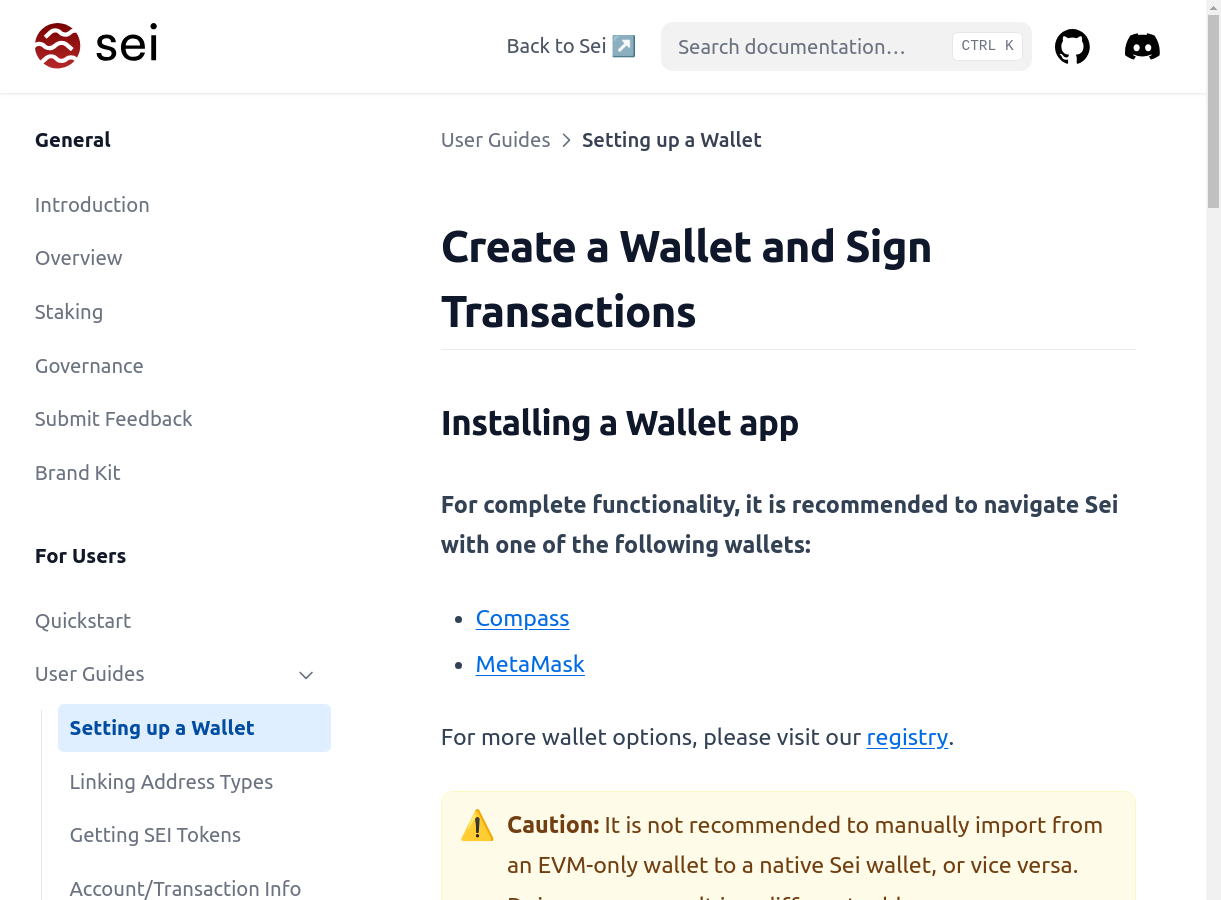 sei
Back to Sei ↗️
Search documentation…
CTRL K
General
Introduction
Overview
Staking
Governance
Submit Feedback
Brand Kit
For Users
Quickstart
User Guides
Setting up a Wallet
Linking Address Types
Getting SEI Tokens
Account/Transaction Info
User Guides > Setting up a Wallet
Create a Wallet and Sign
Transactions
Installing a Wallet app
For complete functionality, it is recommended to navigate Sei
with one of the following wallets:
• Compass
• MetaMask
For more wallet options, please visit our registry.
⚠️ Caution: It is not recommended to manually import from
an EVM-only wallet to a native Sei wallet, or vice versa.